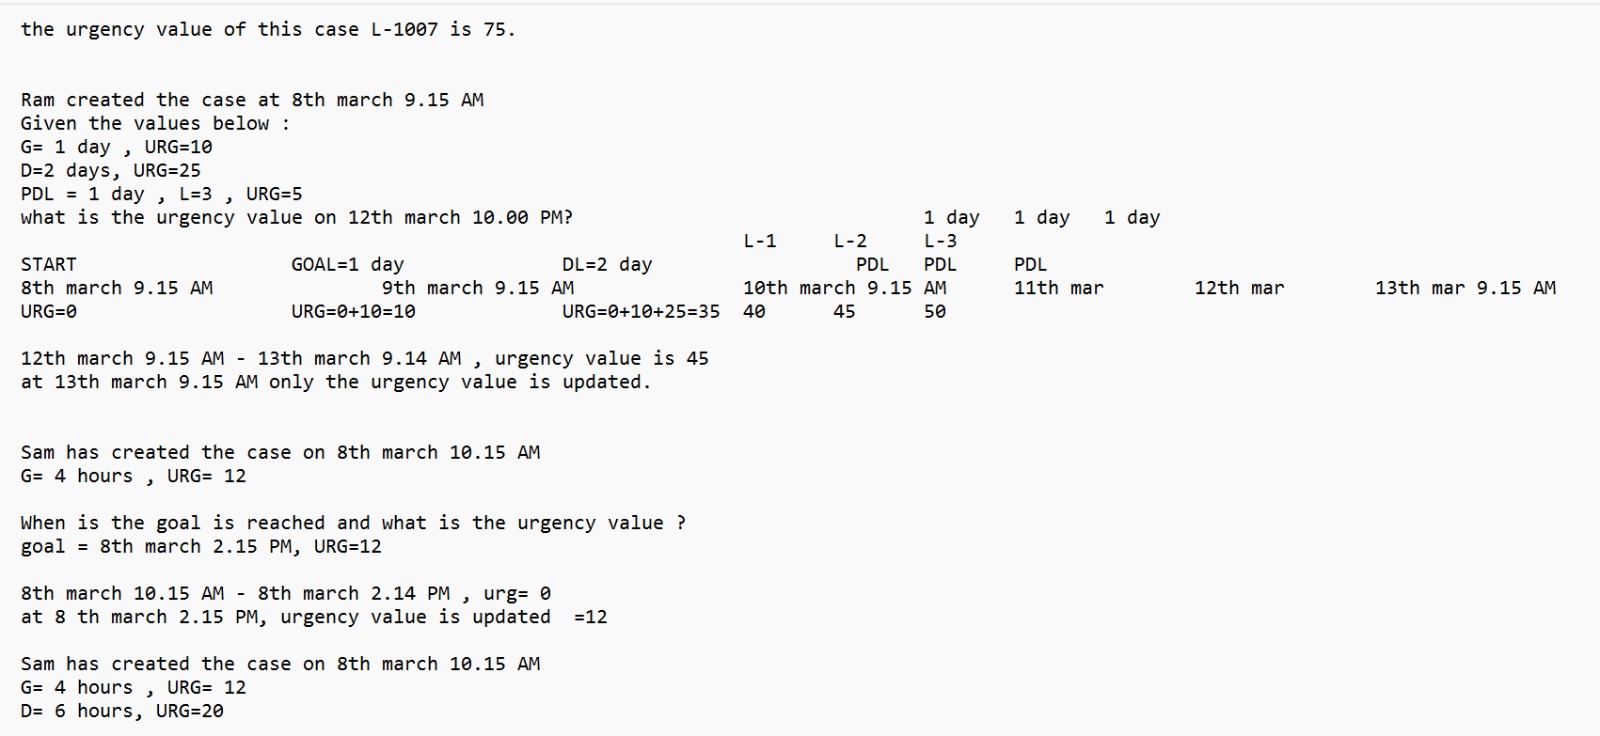 the urgency value of this case L-1007 is 75.
Ram created the case at 8th march 9.15 AM
Given the values below :
G= 1 day , URG=10
D=2 days, URG=25
PDL = 1 day , L=3 , URG=5
what is the urgency value on 12th march 10.00 PM? 1 day 1 day 1 day
L-1 L-2 L-3
START GOAL=1 day DL=2 day PDL PDL PDL
8th march 9.15 AM 9th march 9.15 AM 10th march 9.15 AM 11th mar 12th mar 13th mar 9.15 AM
URG=0 URG=0+10=10 URG=0+10+25=35 40 45 50
12th march 9.15 AM - 13th march 9.14 AM , urgency value is 45
at 13th march 9.15 AM only the urgency value is updated.
Sam has created the case on 8th march 10.15 AM
G= 4 hours , URG= 12
When is the goal is reached and what is the urgency value ?
goal = 8th march 2.15 PM, URG=12
8th march 10.15 AM - 8th march 2.14 PM , urg= 0
at 8 th march 2.15 PM, urgency value is updated =12
Sam has created the case on 8th march 10.15 AM
G= 4 hours , URG= 12
D= 6 hours, URG=20